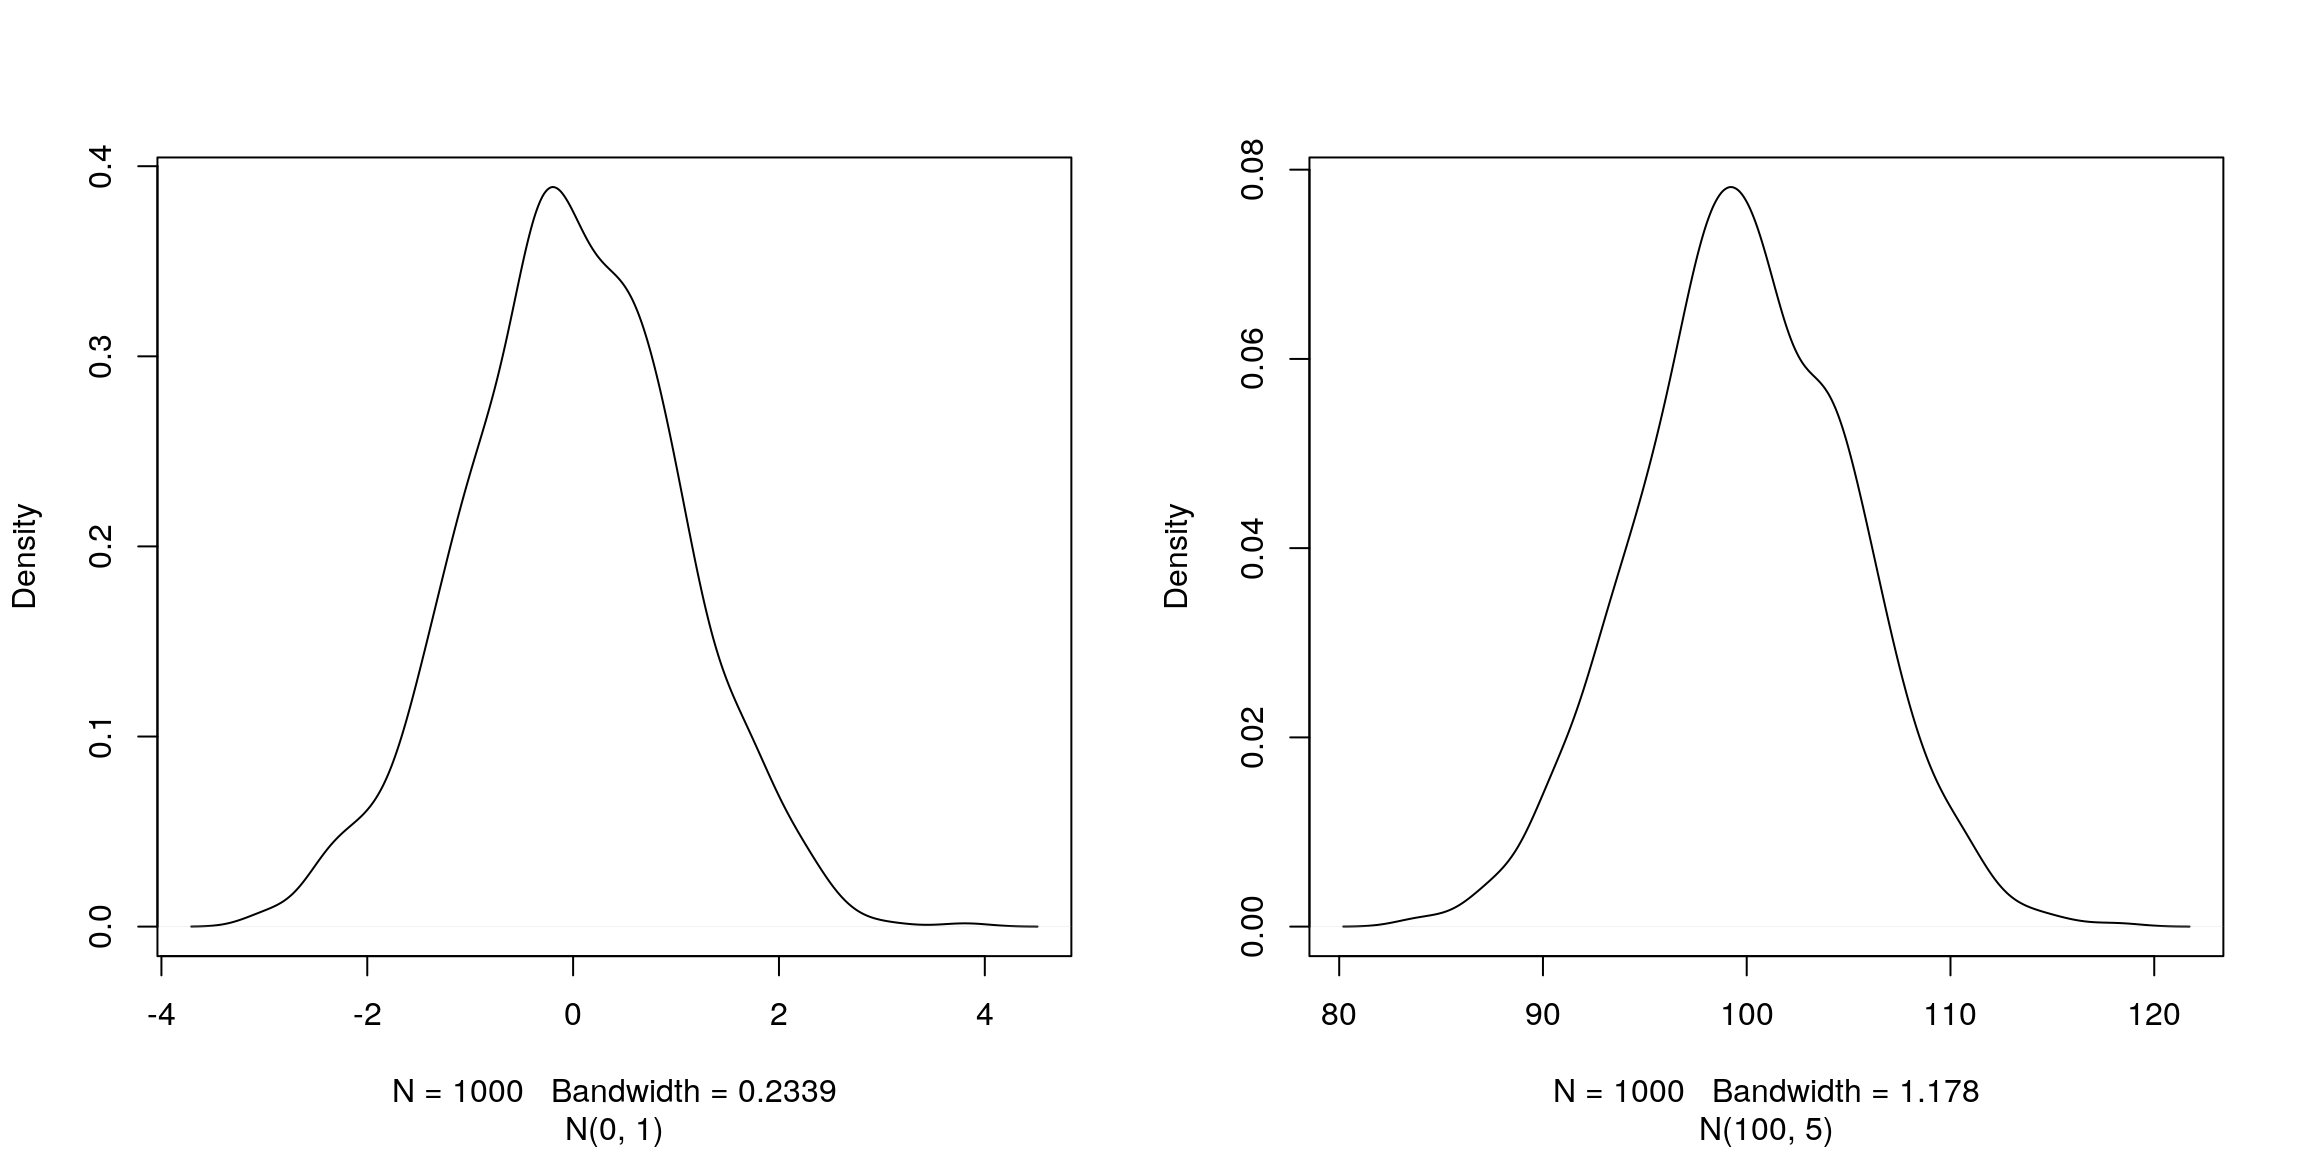 Density
0.4
0.3
0.2
0.1
0.0
-4 -2 0 2 4
N = 1000 Bandwidth = 0.2339
N(0, 1)
Density
0.08
0.06
0.04
0.02
0.00
80 90 100 110 120
N = 1000 Bandwidth = 1.178
N(100, 5)